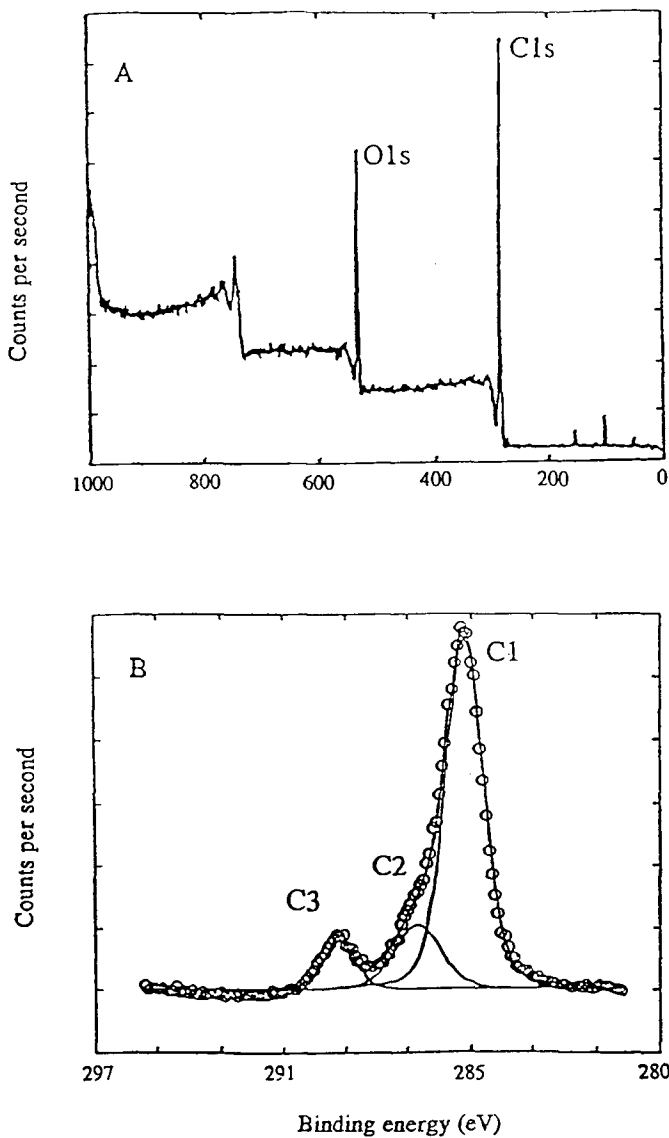 A
C1s
O1s
Counts per second
1000 800 600 400 200 0
B
C1
C2
C3
Counts per second
297 291 285 280
Binding energy (eV)